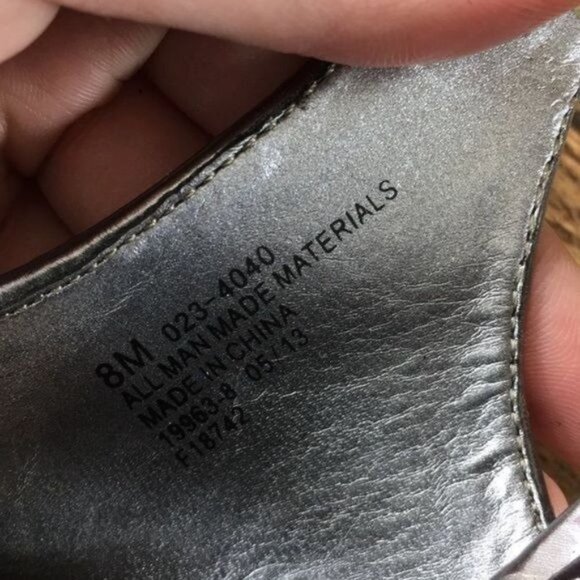 8M 023-4040
ALL MAN MADE MATERIALS
MADE IN CHINA
19963-8 05/13
F18742